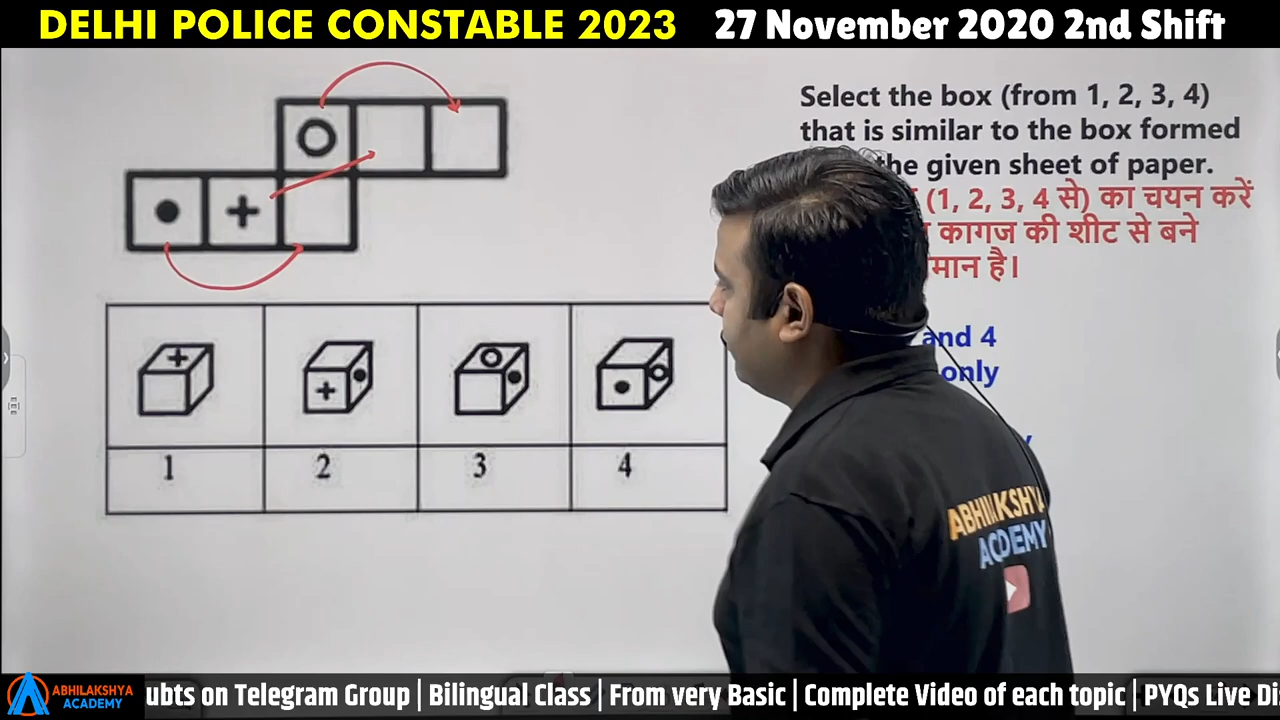 DELHI POLICE CONSTABLE 2023 27 November 2020 2nd Shift
Select the box (from 1, 2, 3, 4)
that is similar to the box formed
the given sheet of paper.
(1, 2, 3, 4 से) का चयन करें
कागज की शीट से बने
है।
and 4
only
1 2 3 4
ABHILAKSHYA
ACADEMY
ABHILAKSHYA
ACADEMY
on Telegram Group | Bilingual Class | From very Basic | Complete Video of each topic | PYQs Live